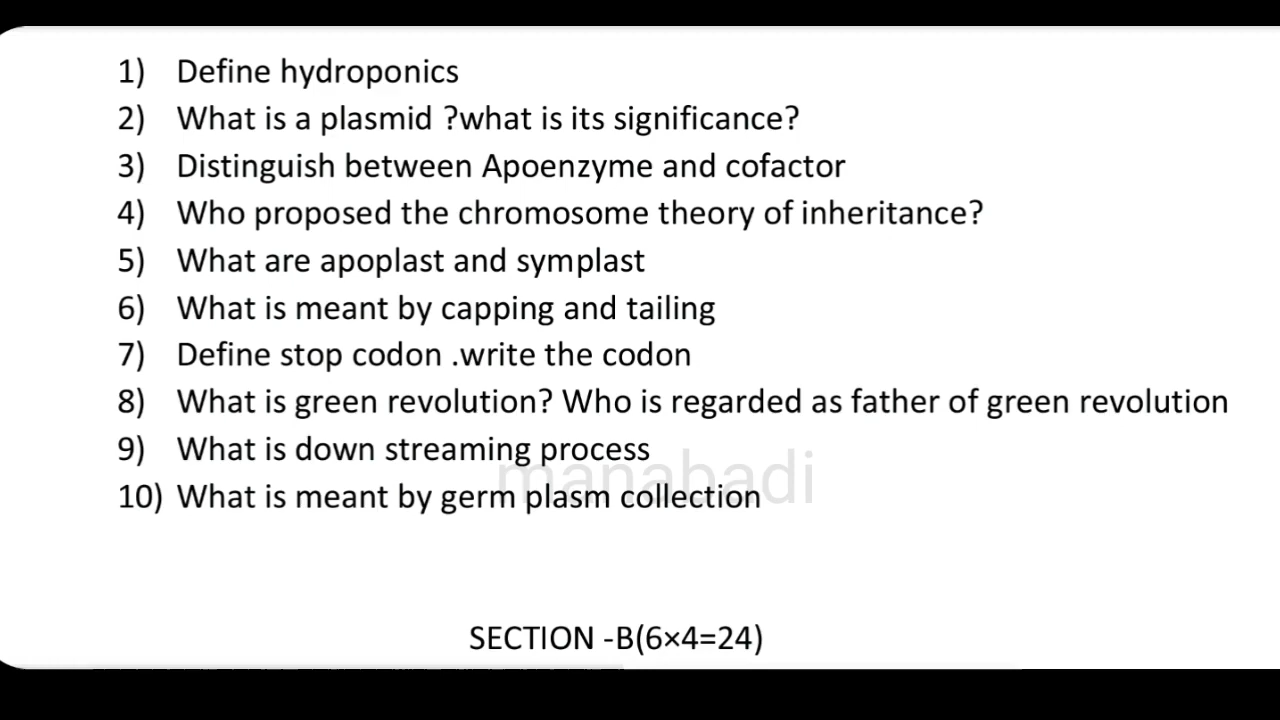 1) Define hydroponics
2) What is a plasmid ?what is its significance?
3) Distinguish between Apoenzyme and cofactor
4) Who proposed the chromosome theory of inheritance?
5) What are apoplast and symplast
6) What is meant by capping and tailing
7) Define stop codon .write the codon
8) What is green revolution? Who is regarded as father of green revolution
9) What is down streaming process
manabadi
10) What is meant by germ plasm collection
SECTION -B(6×4=24)